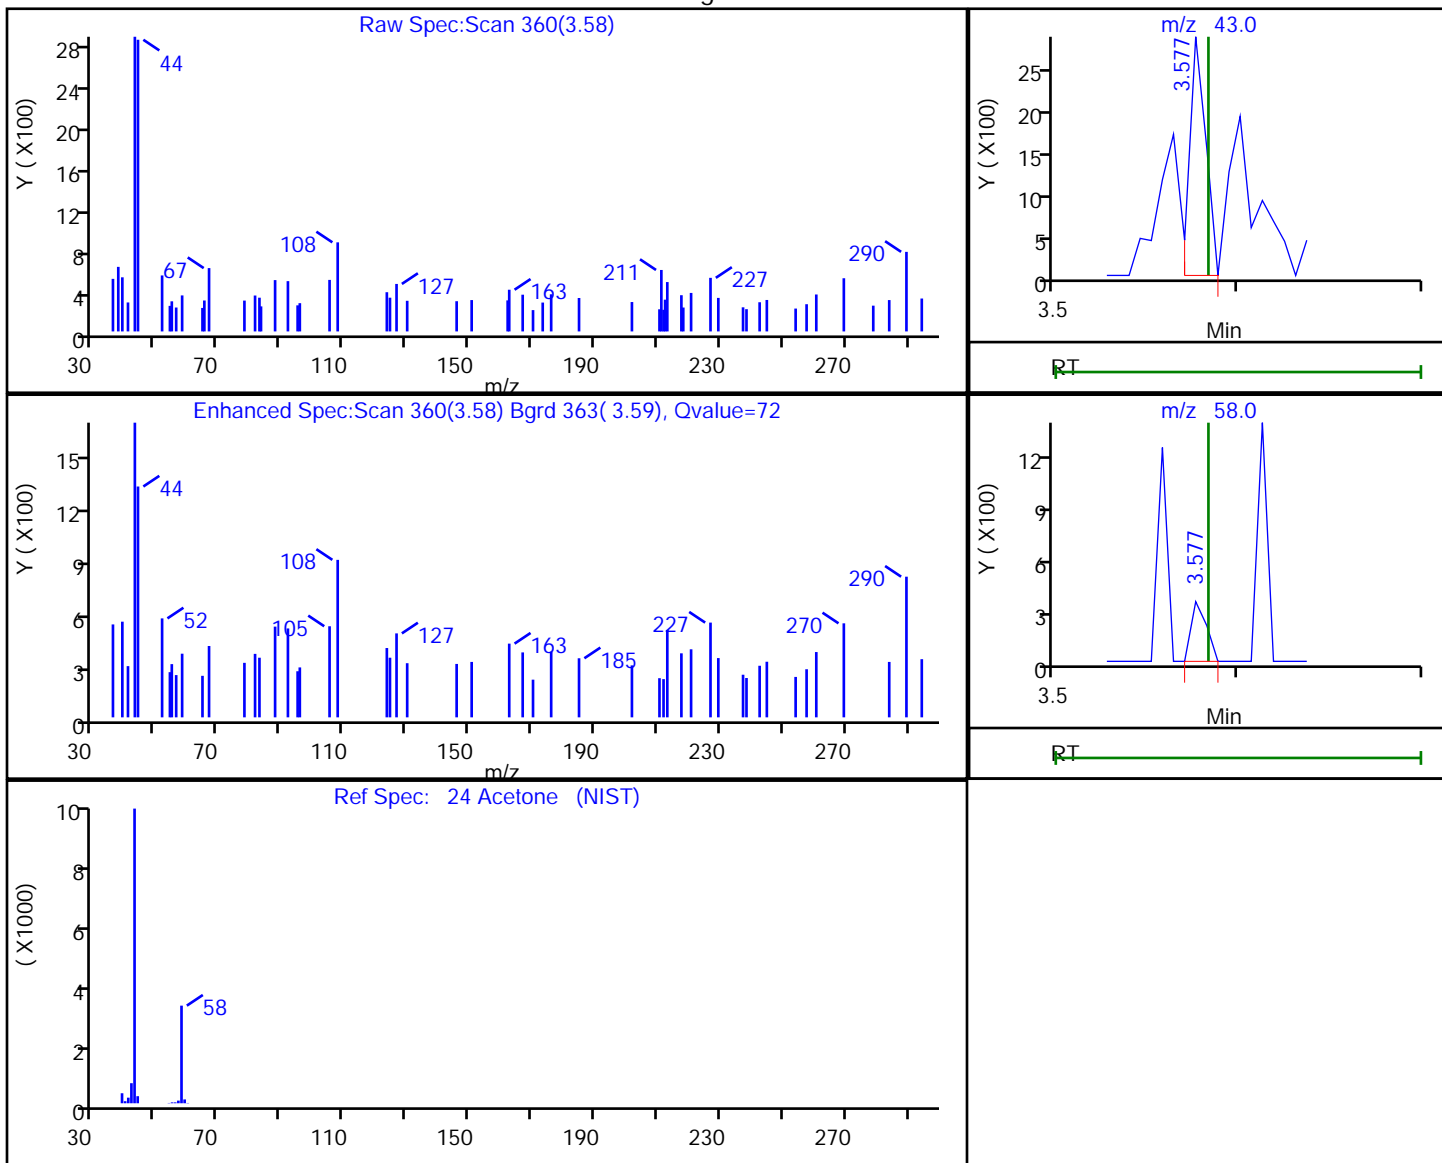 Raw Spec:Scan 360(3.58)
Y ( X100)
28
24
20
16
12
8
4
0
44
67
108
127
163
211
227
290
30 70 110 150 190 230 270
m/z
m/z 43.0
Y ( X100)
25
20
15
10
5
0
3.577
3.5
Min
RT
Enhanced Spec:Scan 360(3.58) Bgrd 363( 3.59), Qvalue=72
Y ( X100)
15
12
9
6
3
0
44
52
108
105
127
163
185
227
270
290
30 70 110 150 190 230 270
m/z
m/z 58.0
Y ( X100)
12
9
6
3
0
3.577
3.5
Min
RT
Ref Spec: 24 Acetone (NIST)
( X1000)
10
8
6
4
2
0
58
30 70 110 150 190 230 270